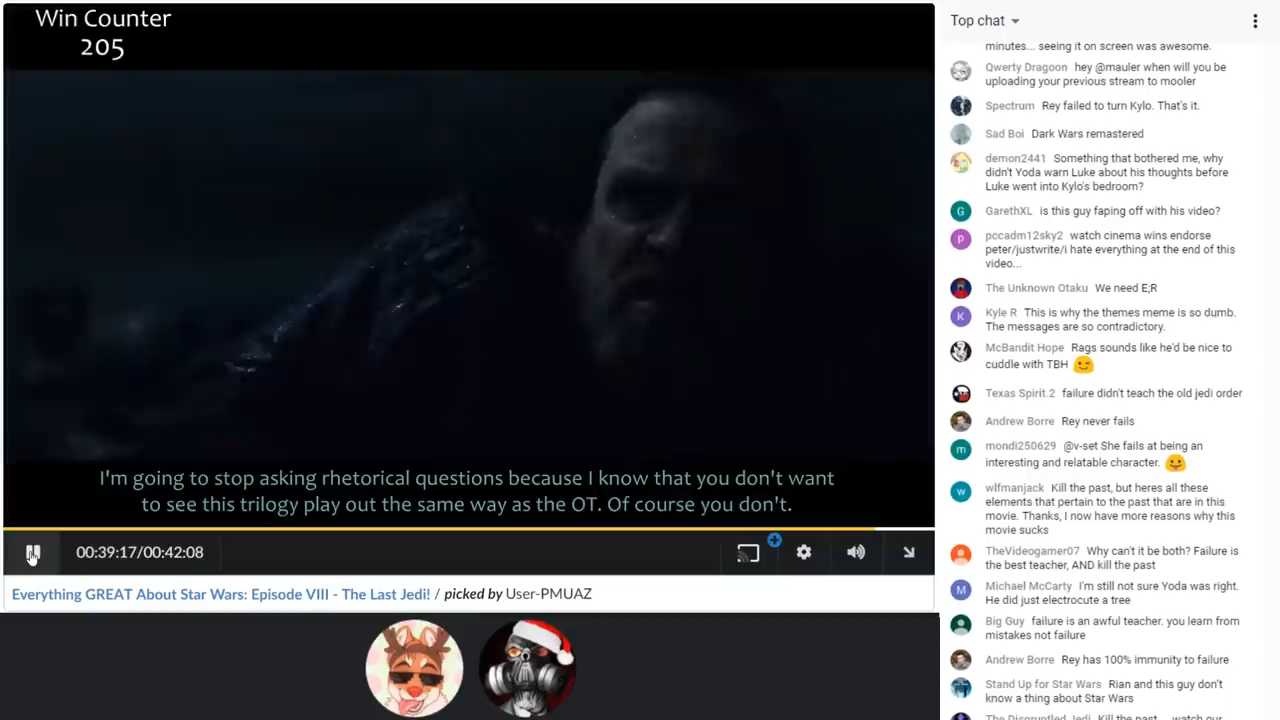 Win Counter
205
I'm going to stop asking rhetorical questions because I know that you don't want
to see this trilogy play out the same way as the OT. Of course you don't.
00:39:17/00:42:08
Everything GREAT About Star Wars: Episode VIII - The Last Jedi! / picked by User-PMUAZ
Top chat
minutes... seeing it on screen was awesome.
Qwerty Dragoon hey @mauler when will you be
uploading your previous stream to mooler
Spectrum Rey failed to turn Kylo. That's it.
Sad Boi Dark Wars remastered
demon2441 Something that bothered me, why
didn't Yoda warn Luke about his thoughts before
Luke went into Kylo's bedroom?
G
GarethXL is this guy faping off with his video?
p
pccadm12sky2 watch cinema wins endorse
peter/justwrite/i hate everything at the end of this
video...
The Unknown Otaku We need E;R
K
Kyle R This is why the themes meme is so dumb.
The messages are so contradictory.
McBandit Hope Rags sounds like he'd be nice to
cuddle with TBH
Texas Spirit.2 failure didn't teach the old jedi order
Andrew Borre Rey never fails
m
mondi250629 @v-set She fails at being an
interesting and relatable character.
w
wlfmanjack Kill the past, but heres all these
elements that pertain to the past that are in this
movie. Thanks, I now have more reasons why this
movie sucks
TheVideogamer07 Why can't it be both? Failure is
the best teacher, AND kill the past
M
Michael McCarty I'm still not sure Yoda was right.
He did just electrocute a tree
Big Guy failure is an awful teacher. you learn from
mistakes not failure
Andrew Borre Rey has 100% immunity to failure
Stand Up for Star Wars Rian and this guy don't
know a thing about Star Wars
The Disgruntled Jedi Kill the past... watch our